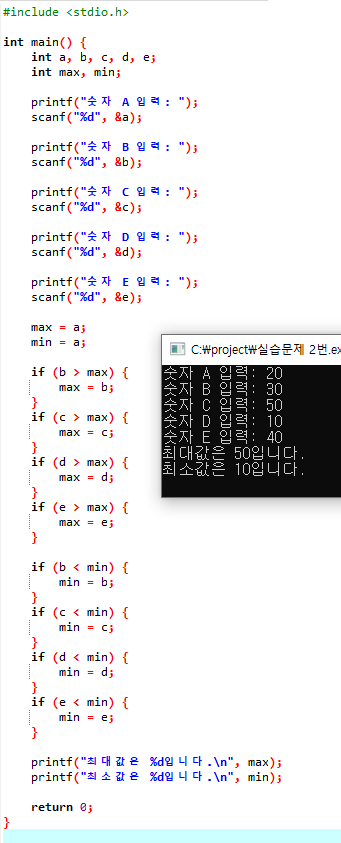 #include <stdio.h>
int main() {
int a, b, c, d, e;
int max, min;
printf("숫자 A 입력: ");
scanf("%d", &a);
printf("숫자 B 입력: ");
scanf("%d", &b);
printf("숫자 C 입력: ");
scanf("%d", &c);
printf("숫자 D 입력: ");
scanf("%d", &d);
printf("숫자 E 입력: ");
scanf("%d", &e);
max = a;
min = a;
if (b > max) {
max = b;
}
if (c > max) {
max = c;
}
if (d > max) {
max = d;
}
if (e > max) {
max = e;
}
if (b < min) {
min = b;
}
if (c < min) {
min = c;
}
if (d < min) {
min = d;
}
if (e < min) {
min = e;
}
printf("최대값은 %d입니다.\n", max);
printf("최소값은 %d입니다.\n", min);
return 0;
}
C:₩project₩실습문제 2번.ex
숫자 A 입력: 20
숫자 B 입력: 30
숫자 C 입력: 50
숫자 D 입력: 10
숫자 E 입력: 40
최대값은 50입니다.
최소값은 10입니다.